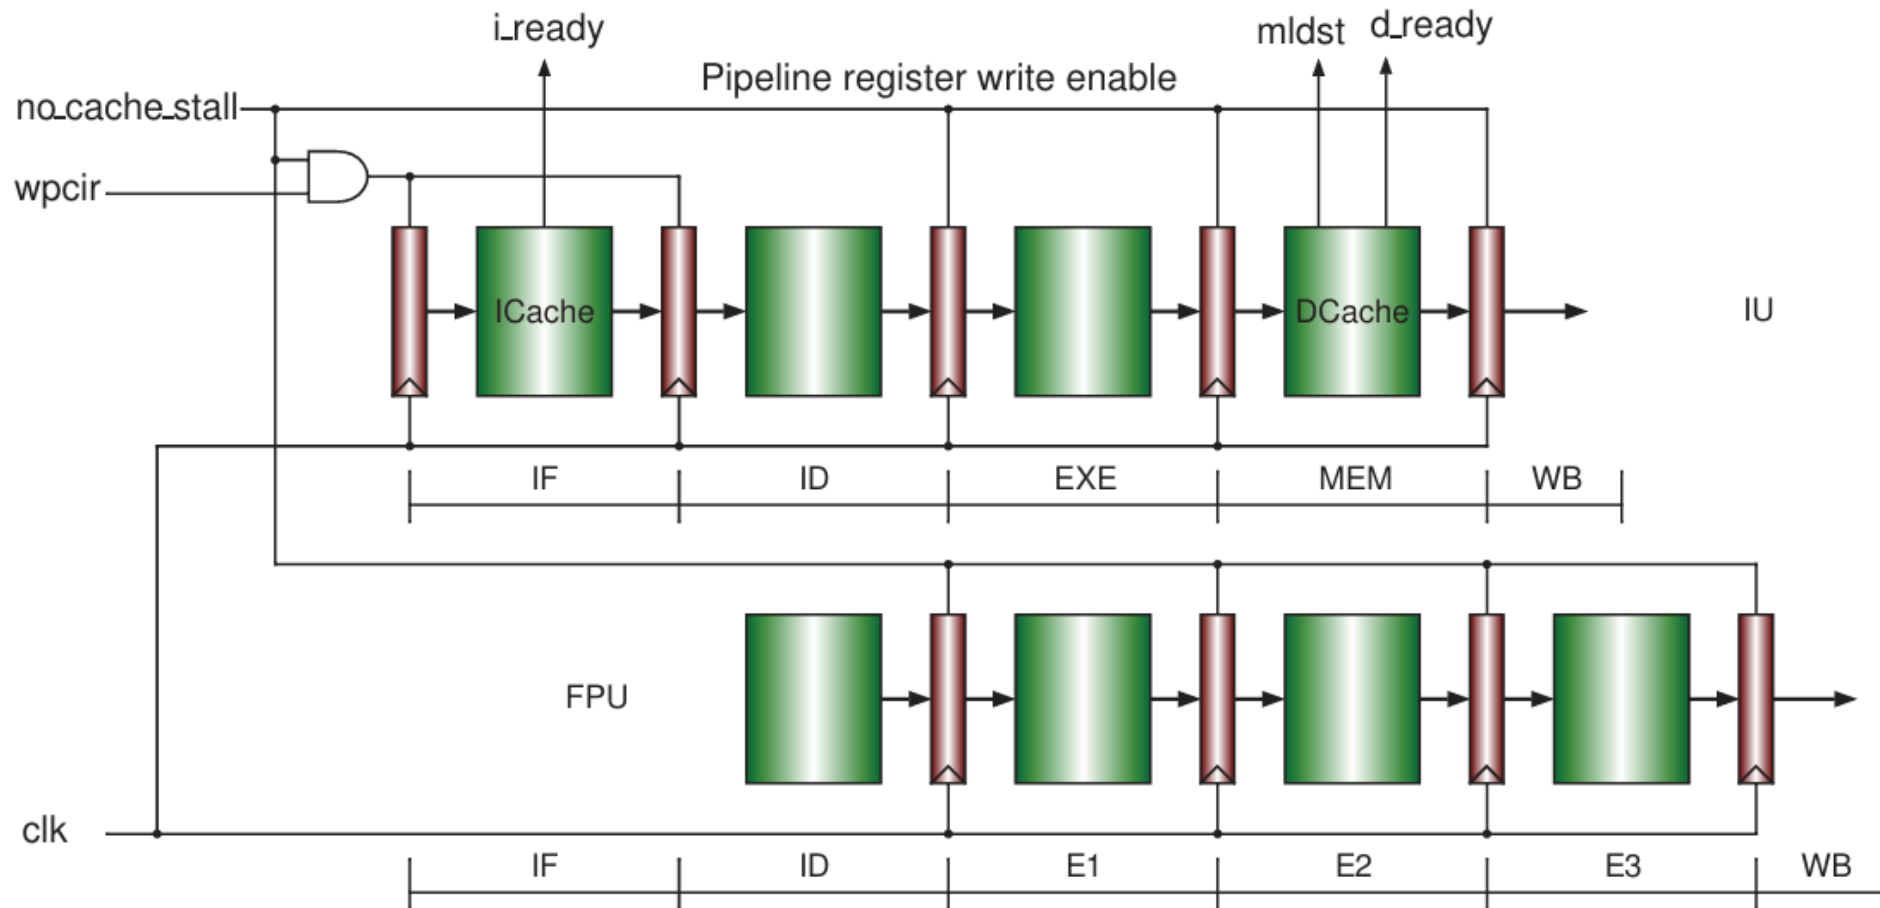 i_ready
mldst d_ready
Pipeline register write enable
no_cache_stall
wpcir
ICache
DCache
IU
IF ID EXE MEM WB
FPU
clk
IF ID E1 E2 E3 WB